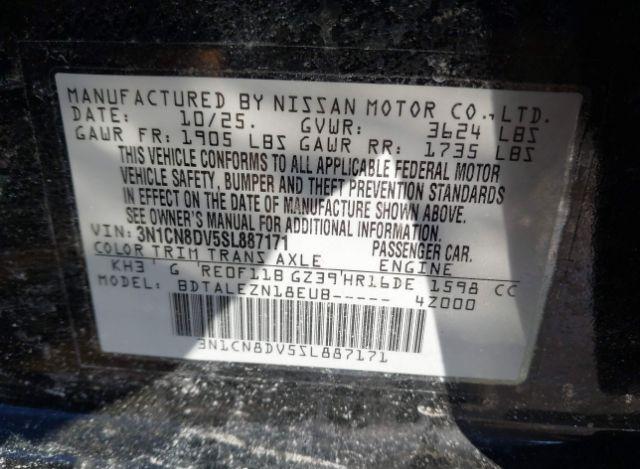 MANUFACTURED BY NISSAN MOTOR CO., LTD.
DATE: 10/25. GVWR: 3624 LBS
GAWR FR: 1905 LBS GAWR RR: 1735 LBS
THIS VEHICLE CONFORMS TO ALL APPLICABLE FEDERAL MOTOR
VEHICLE SAFETY, BUMPER AND THEFT PREVENTION STANDARDS
IN EFFECT ON THE DATE OF MANUFACTURE SHOWN ABOVE.
SEE OWNER'S MANUAL FOR ADDITIONAL INFORMATION.
VIN: 3N1CN8DV5SL887171 PASSENGER CAR.
COLOR TRIM TRANS AXLE ENGINE
KH3 G RE0F11B GZ39 HR16DE 1598 CC
MODEL: BDTALEZN18EUB----- 4Z000
3N1CN8DV5SL887171